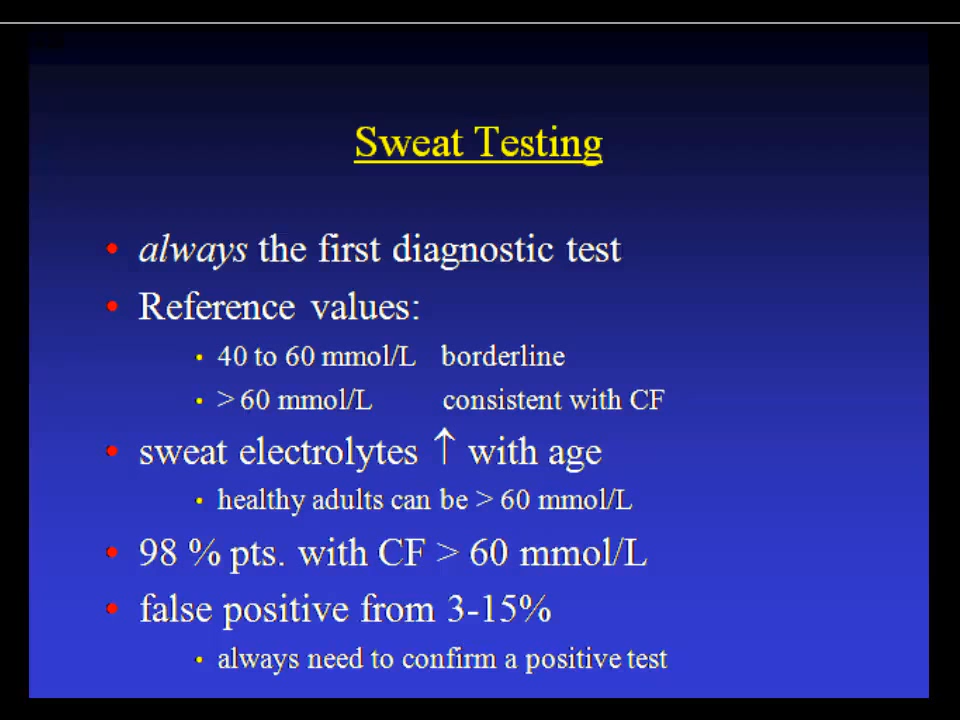 Sweat Testing
• always the first diagnostic test
• Reference values:
• 40 to 60 mmol/L borderline
• > 60 mmol/L consistent with CF
• sweat electrolytes ↑ with age
• healthy adults can be > 60 mmol/L
• 98 % pts. with CF > 60 mmol/L
• false positive from 3-15%
• always need to confirm a positive test